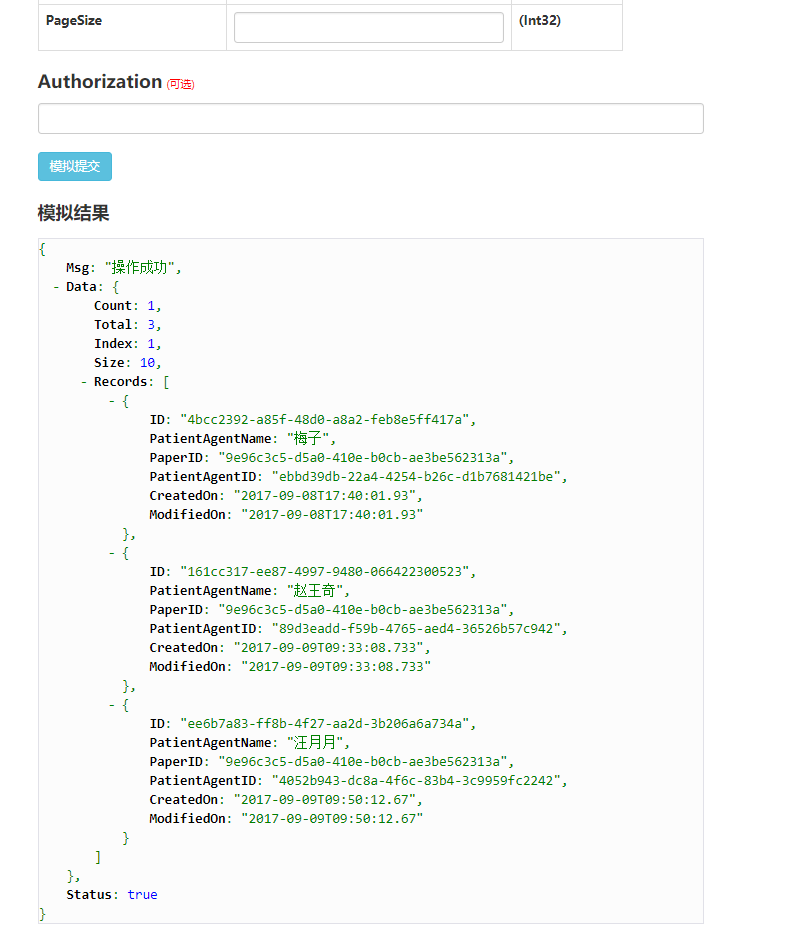 PageSize (Int32)
Authorization (可选)
模拟提交
模拟结果
{
Msg: "操作成功",
- Data: {
Count: 1,
Total: 3,
Index: 1,
Size: 10,
- Records: [
- {
ID: "4bcc2392-a85f-48d0-a8a2-feb8e5ff417a",
PatientAgentName: "梅子",
PaperID: "9e96c3c5-d5a0-410e-b0cb-ae3be562313a",
PatientAgentID: "ebbd39db-22a4-4254-b26c-d1b7681421be",
CreatedOn: "2017-09-08T17:40:01.93",
ModifiedOn: "2017-09-08T17:40:01.93"
},
- {
ID: "161cc317-ee87-4997-9480-066422300523",
PatientAgentName: "赵王奇",
PaperID: "9e96c3c5-d5a0-410e-b0cb-ae3be562313a",
PatientAgentID: "89d3eadd-f59b-4765-aed4-36526b57c942",
CreatedOn: "2017-09-09T09:33:08.733",
ModifiedOn: "2017-09-09T09:33:08.733"
},
- {
ID: "ee6b7a83-ff8b-4f27-aa2d-3b206a6a734a",
PatientAgentName: "汪月月",
PaperID: "9e96c3c5-d5a0-410e-b0cb-ae3be562313a",
PatientAgentID: "4052b943-dc8a-4f6c-83b4-3c9959fc2242",
CreatedOn: "2017-09-09T09:50:12.67",
ModifiedOn: "2017-09-09T09:50:12.67"
}
]
},
Status: true
}